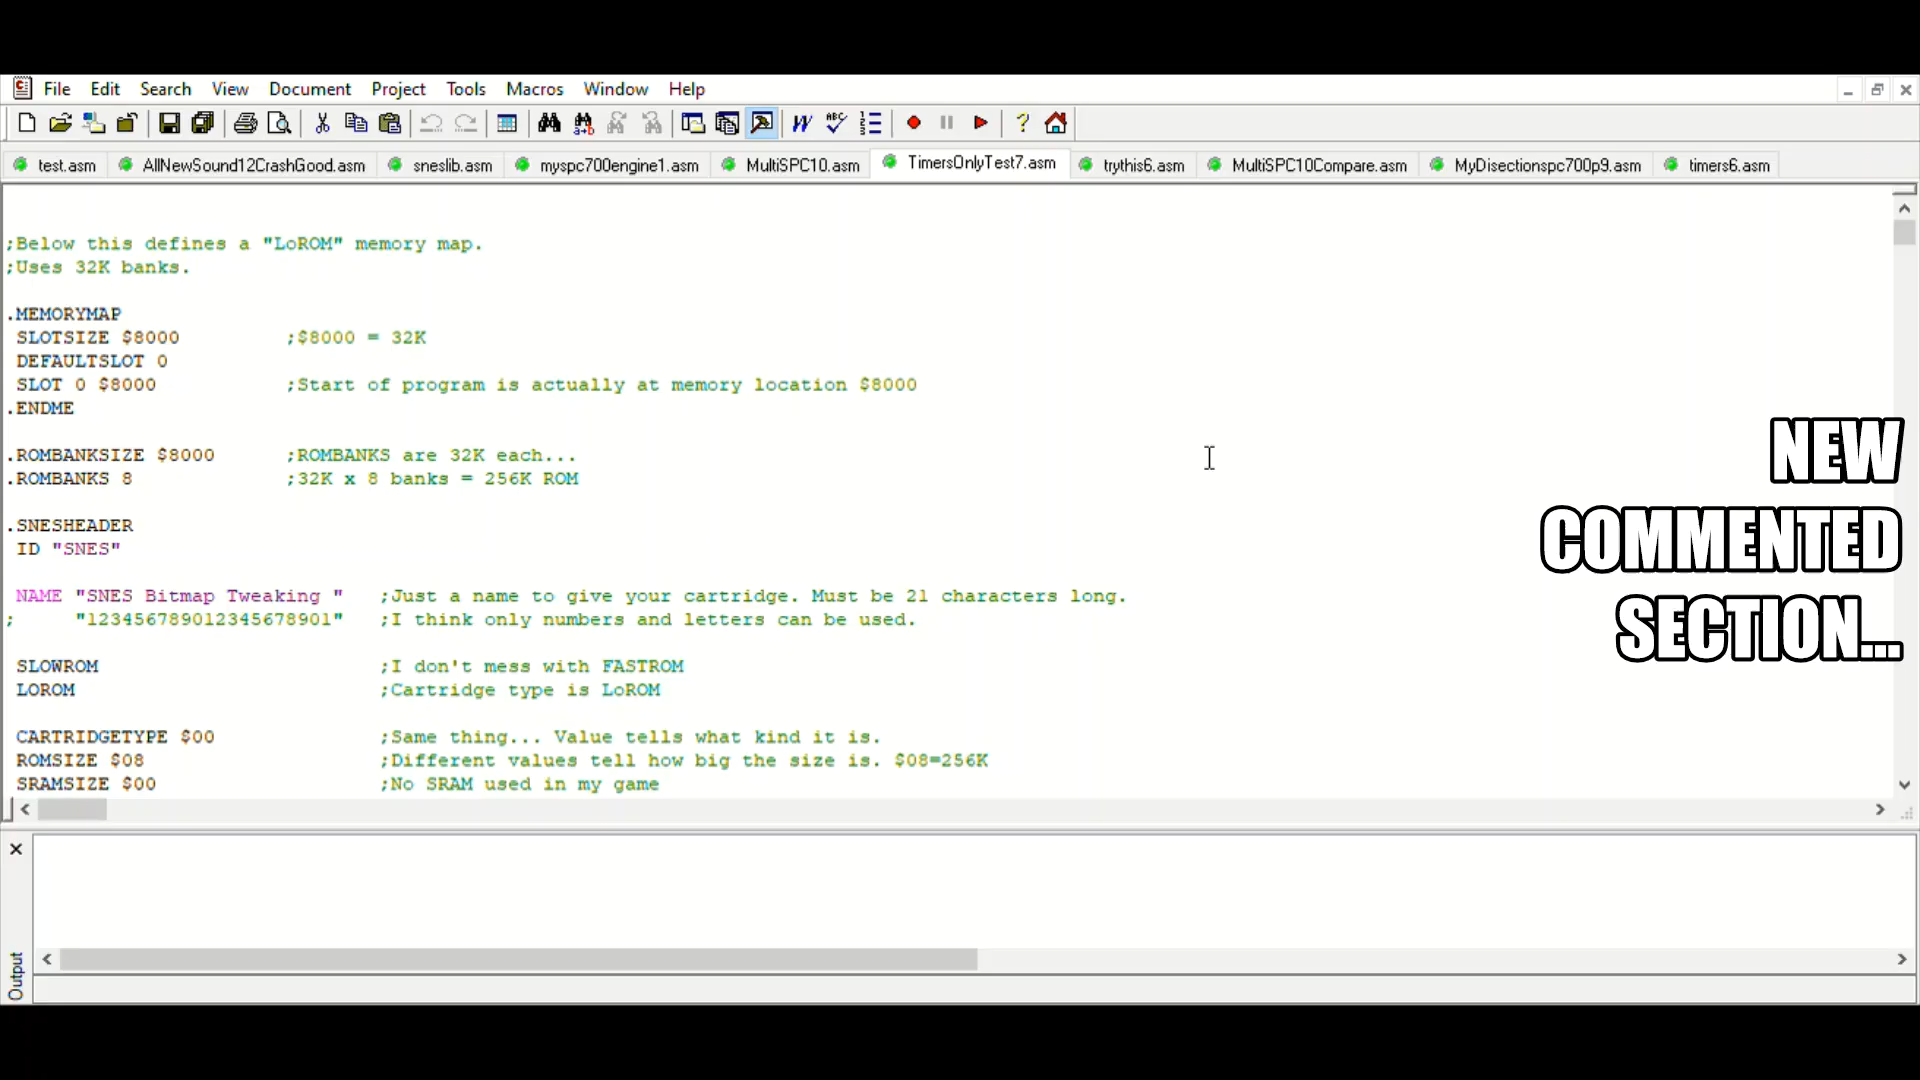 File Edit Search View Document Project Tools Macros Window Help
test.asm AllNewSound12CrashGood.asm sneslib.asm myspc700engine1.asm MultiSPC10.asm TimersOnlyTest7.asm trythis6.asm MultiSPC10Compare.asm MyDisectionspc700p9.asm timers6.asm
;Below this defines a "LoROM" memory map.
;Uses 32K banks.
.MEMORYMAP
SLOTSIZE $8000 ;$8000 = 32K
DEFAULTSLOT 0
SLOT 0 $8000 ;Start of program is actually at memory location $8000
.ENDME
.ROMBANKSIZE $8000 ;ROMBANKS are 32K each...
.ROMBANKS 8 ;32K x 8 banks = 256K ROM
.SNESHEADER
ID "SNES"
NAME "SNES Bitmap Tweaking " ;Just a name to give your cartridge. Must be 21 characters long.
; "123456789012345678901" ;I think only numbers and letters can be used.
SLOWROM ;I don't mess with FASTROM
LOROM ;Cartridge type is LoROM
CARTRIDGETYPE $00 ;Same thing... Value tells what kind it is.
ROMSIZE $08 ;Different values tell how big the size is. $08=256K
SRAMSIZE $00 ;No SRAM used in my game
NEW
COMMENTED
SECTION...
Output